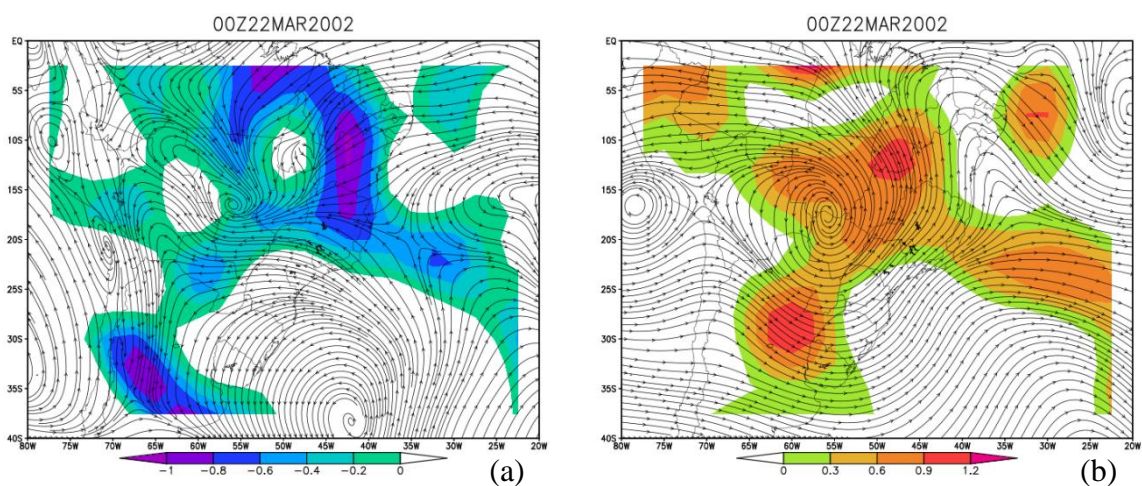 00Z22MAR2002
EQ
5S
10S
15S
20S
25S
30S
35S
40S
80W 75W 70W 65W 60W 55W 50W 45W 40W 35W 30W 25W 20W
-1 -0.8 -0.6 -0.4 -0.2 0
(a)
00Z22MAR2002
EQ
5S
10S
15S
20S
25S
30S
35S
40S
80W 75W 70W 65W 60W 55W 50W 45W 40W 35W 30W 25W 20W
0 0.3 0.6 0.9 1.2
(b)